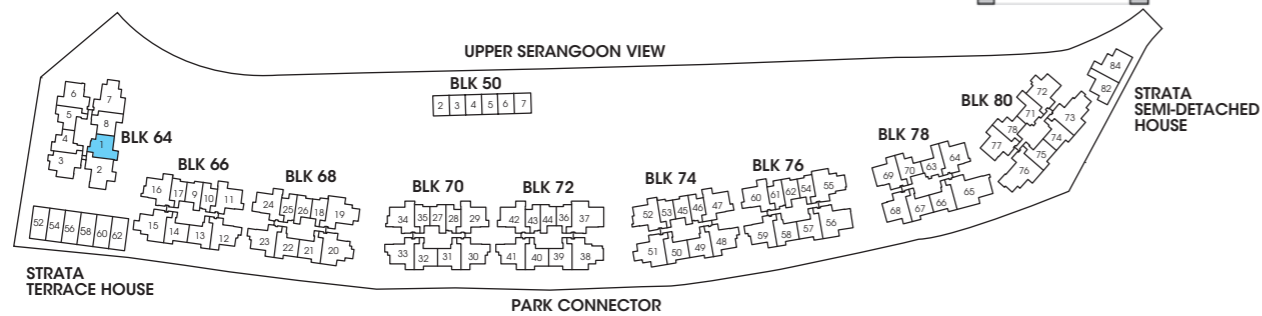 UPPER SERANGOON VIEW
BLK 50
2 3 4 5 6 7
BLK 64
6 7
5 8
4 1
3 2
BLK 66
16 17 9 10 11
15 14 13 12
BLK 68
24 25 26 18 19
23 22 21 20
BLK 70
34 35 27 28 29
33 32 31 30
BLK 72
42 43 44 36 37
41 40 39 38
BLK 74
52 53 45 46 47
51 50 49 48
BLK 76
60 61 62 54 55
59 58 57 56
BLK 78
69 70 63 64
68 67 66 65
BLK 80
72
71 73
78 74
77 75
76
84
82
STRATA
SEMI-DETACHED
HOUSE
52 54 56 58 60 62
STRATA
TERRACE HOUSE
PARK CONNECTOR